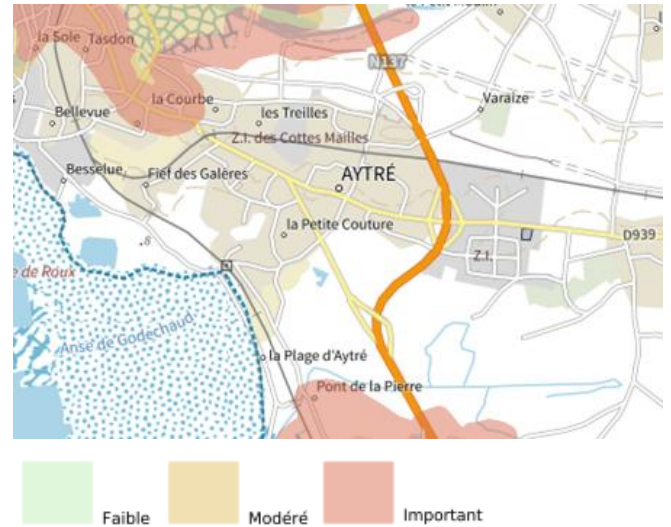 la Sole
Tasdon
N137
Varaize
la Courbe
Bellevue
les Treilles
Z.I. des Cottes Mailles
Besselue
Fief des Galères
AYTRÉ
la Petite Couture
D939
.8
Z.I.
e de Roux
Anse de Godechaud
la Plage d'Aytré
Pont de la Pierre
Faible
Modéré
Important